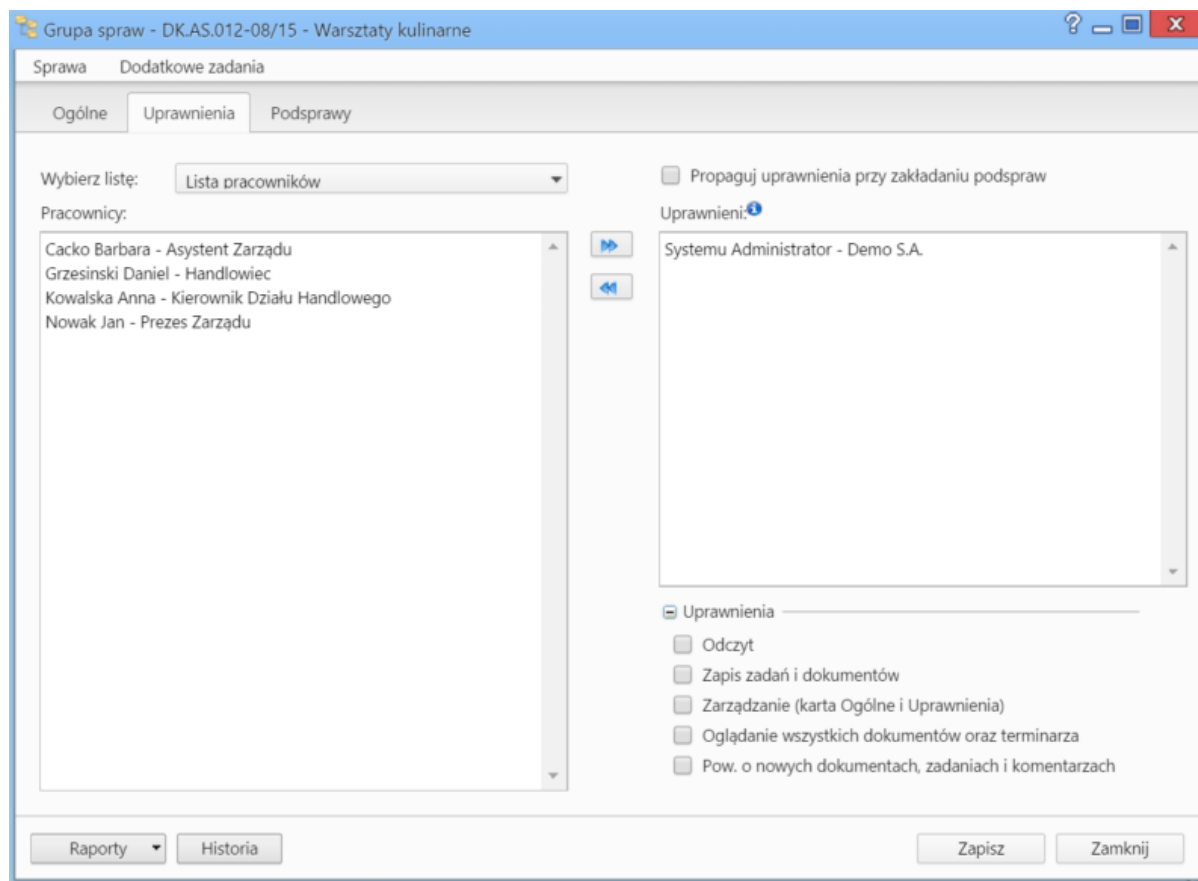 Grupa spraw - DK.AS.012-08/15 - Warsztaty kulinarne
Sprawa Dodatkowe zadania
Ogólne Uprawnienia Podsprawy
Wybierz listę: Lista pracowników
Propaguj uprawnienia przy zakładaniu podspraw
Pracownicy:
Uprawnieni:
Cacko Barbara - Asystent Zarządu
Grzesinski Daniel - Handlowiec
Kowalska Anna - Kierownik Działu Handlowego
Nowak Jan - Prezes Zarządu
Systemu Administrator - Demo S.A.
Uprawnienia
Odczyt
Zapis zadań i dokumentów
Zarządzanie (karta Ogólne i Uprawnienia)
Oglądanie wszystkich dokumentów oraz terminarza
Pow. o nowych dokumentach, zadaniach i komentarzach
Raporty Historia Zapisz Zamknij